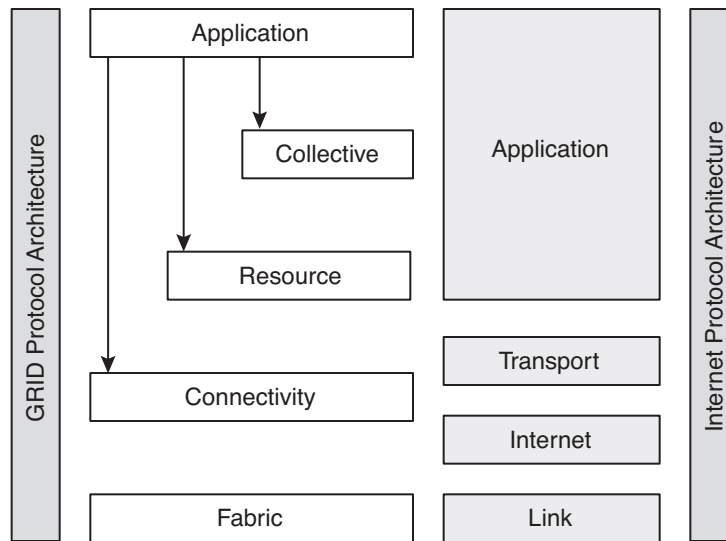 GRID Protocol Architecture
Application
Collective
Resource
Connectivity
Fabric
Application
Transport
Internet
Link
Internet Protocol Architecture